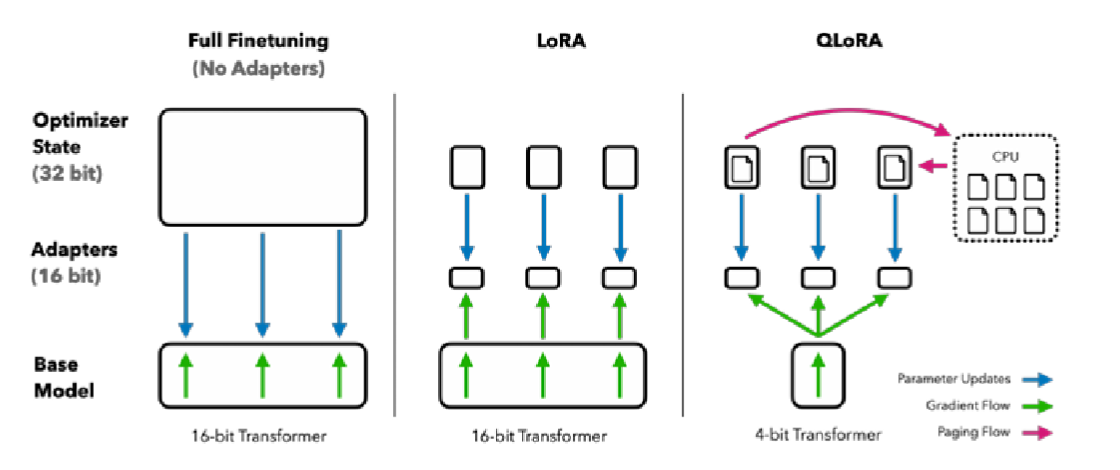 Full Finetuning
(No Adapters)
LoRA
QLoRA
Optimizer
State
(32 bit)
CPU
Adapters
(16 bit)
Base
Model
Parameter Updates
Gradient Flow
Paging Flow
16-bit Transformer
16-bit Transformer
4-bit Transformer